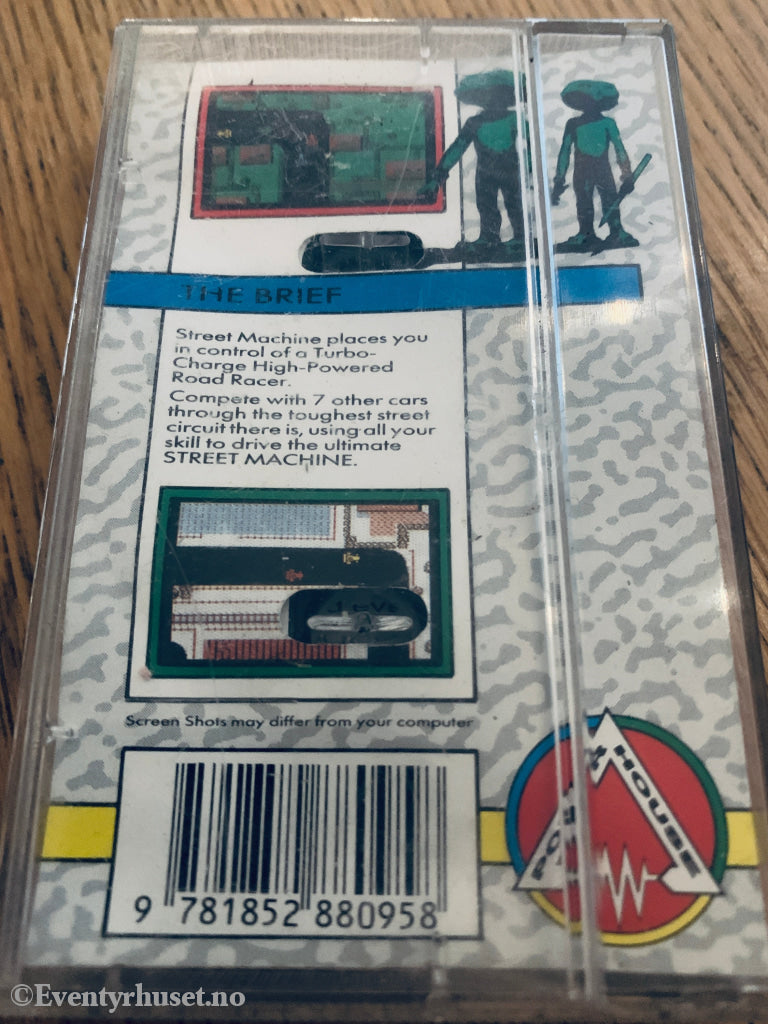 THE BRIEF
Street Machine places you
in control of a Turbo-
Charge High-Powered
Road Racer.
Compete with 7 other cars
through the toughest street
circuit there is, using all your
skill to drive the ultimate
STREET MACHINE.
Screen Shots may differ from your computer
POWER HOUSE
9 781852 880958
©Eventyrhuset.no